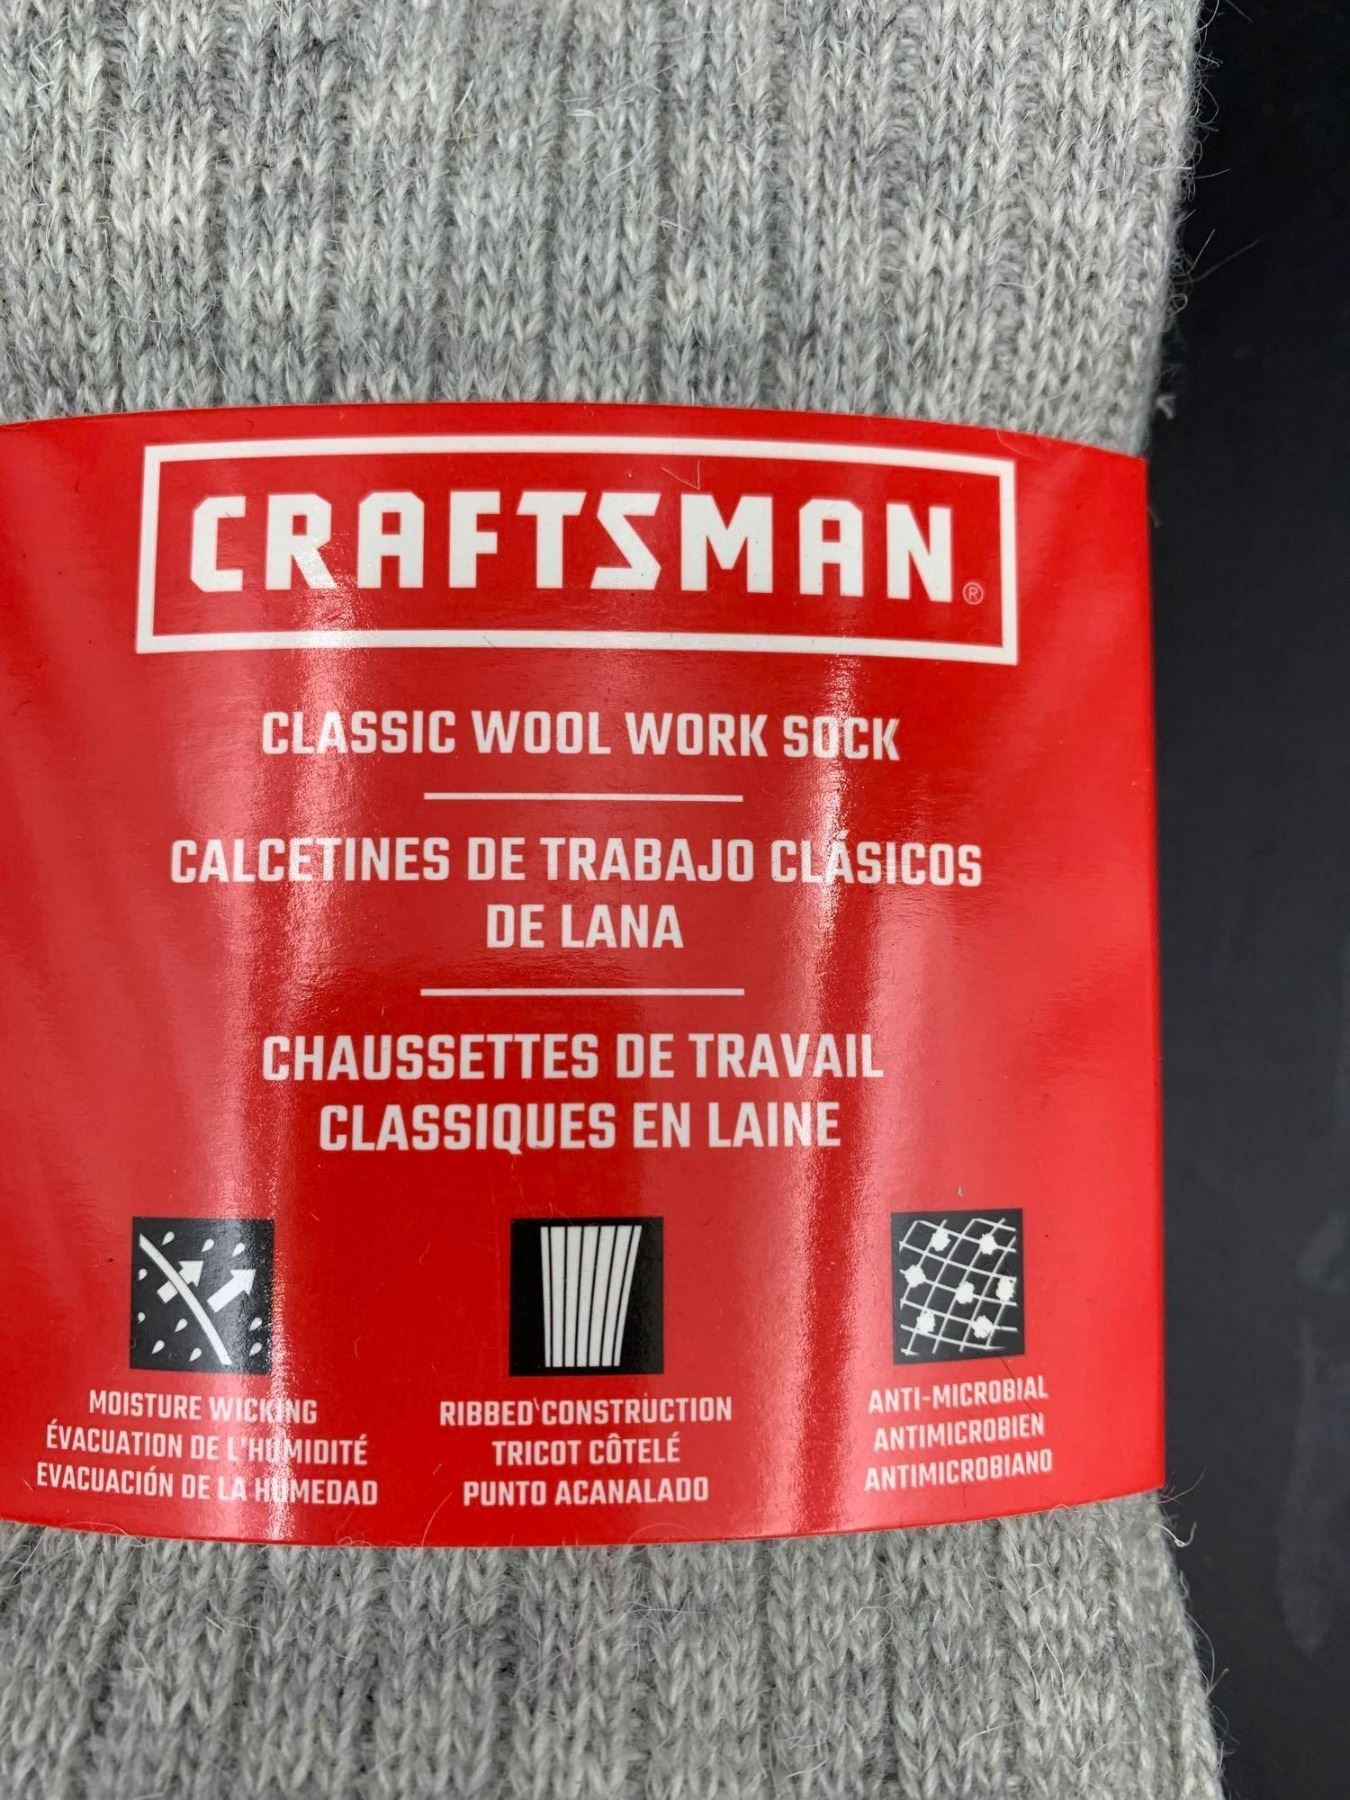 CRAFTSMAN®
CLASSIC WOOL WORK SOCK
CALCETINES DE TRABAJO CLÁSICOS
DE LANA
CHAUSSETTES DE TRAVAIL
CLASSIQUES EN LAINE
MOISTURE WICKING
ÉVACUATION DE L'HUMIDITÉ
EVACUACIÓN DE LA HUMEDAD
RIBBED CONSTRUCTION
TRICOT CÔTELÉ
PUNTO ACANALADO
ANTI-MICROBIAL
ANTIMICROBIEN
ANTIMICROBIANO